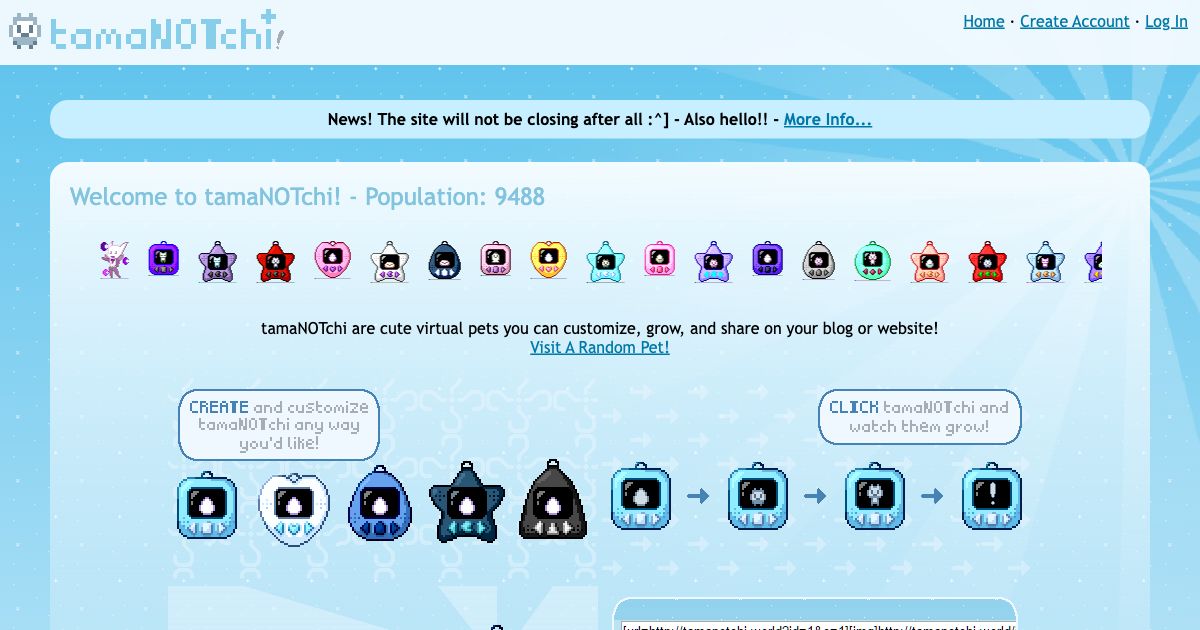 tamaNOTchi!
Home · Create Account · Log In
News! The site will not be closing after all :^] - Also hello!! - More Info...
Welcome to tamaNOTchi! - Population: 9488
tamaNOTchi are cute virtual pets you can customize, grow, and share on your blog or website!
Visit A Random Pet!
CREATE and customize
tamaNOTchi any way
you'd like!
CLICK tamaNOTchi and
watch them grow!